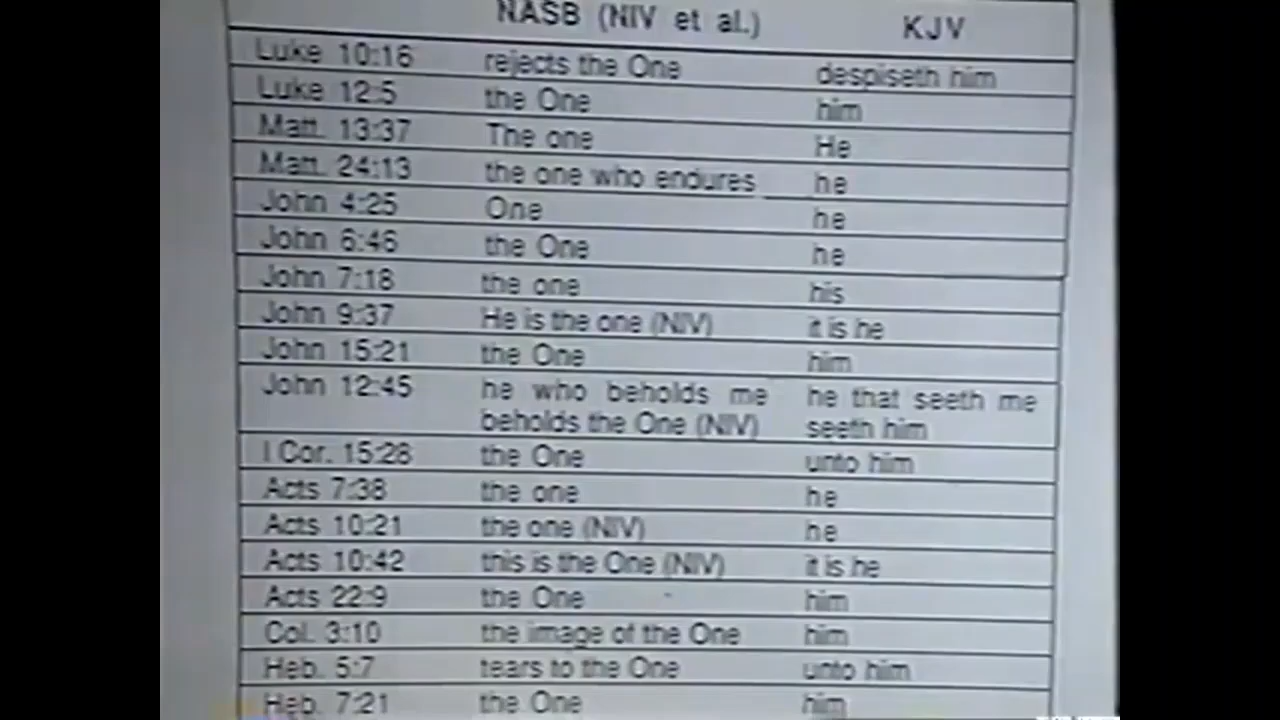 NASB (NIV et al.) KJV
Luke 10:16 rejects the One despiseth him
Luke 12:5 the One him
Matt. 13:37 The one He
Matt. 24:13 the one who endures he
John 4:25 One he
John 6:46 the One he
John 7:18 the one his
John 9:37 He is the one (NIV) it is he
John 15:21 the One him
John 12:45 he who beholds me he that seeth me
beholds the One (NIV) seeth him
I Cor. 15:28 the One unto him
Acts 7:38 the one he
Acts 10:21 the one (NIV) he
Acts 10:42 this is the One (NIV) it is he
Acts 22:9 the One him
Col. 3:10 the image of the One him
Heb. 5:7 tears to the One unto him
Heb. 7:21 the One him